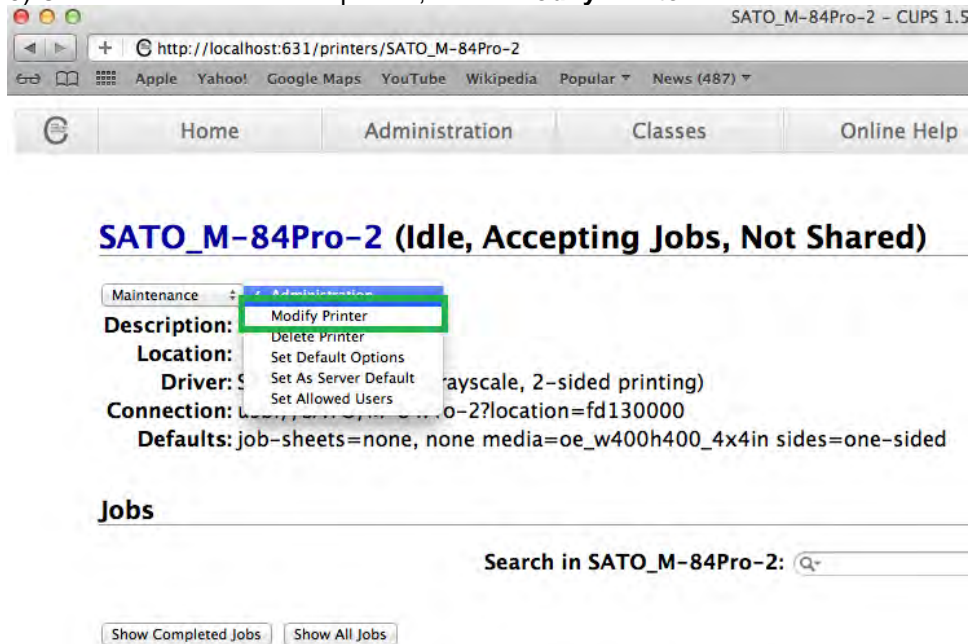 SATO_M-84Pro-2 - CUPS 1.5
+ http://localhost:631/printers/SATO_M-84Pro-2
Apple Yahoo! Google Maps YouTube Wikipedia Popular News (487)
Home Administration Classes Online Help
SATO_M-84Pro-2 (Idle, Accepting Jobs, Not Shared)
Maintenance Administration
Modify Printer
Description:
Delete Printer
Location: Set Default Options
Driver: Set As Server Default rayscale, 2-sided printing)
Set Allowed Users
Connection: -2?location=fd130000
Defaults: job-sheets=none, none media=oe_w400h400_4x4in sides=one-sided
Jobs
Search in SATO_M-84Pro-2:
Show Completed Jobs Show All Jobs